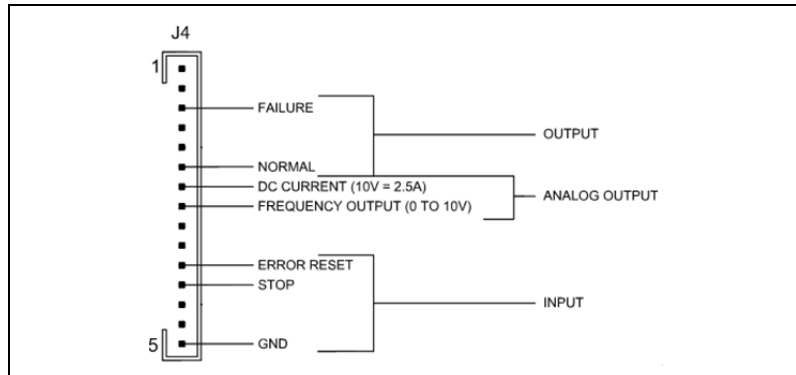 J4
1
FAILURE
OUTPUT
NORMAL
DC CURRENT (10V = 2.5A)
ANALOG OUTPUT
FREQUENCY OUTPUT (0 TO 10V)
ERROR RESET
STOP
INPUT
5
GND